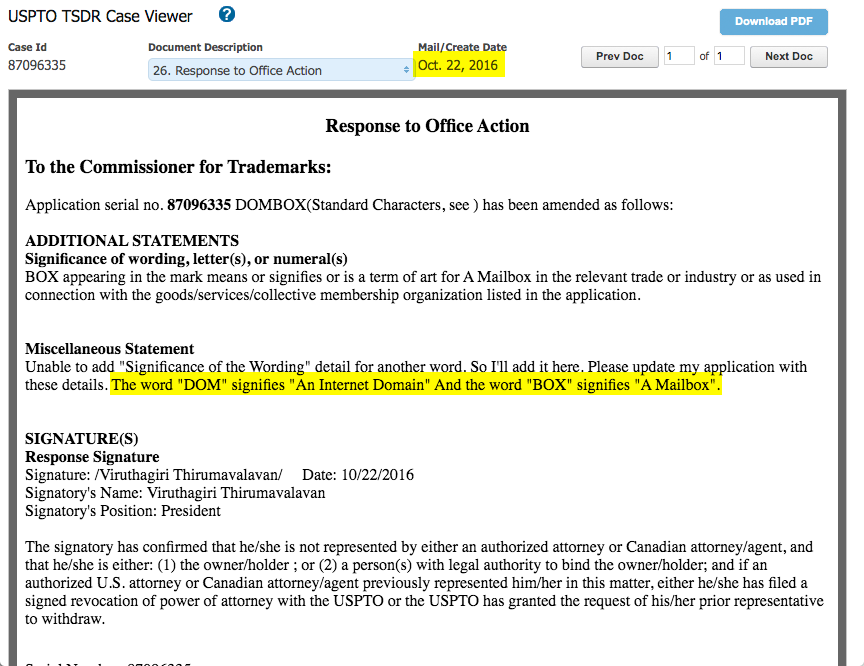 USPTO TSDR Case Viewer ?
Download PDF
Case Id
Document Description
Mail/Create Date
87096335
26. Response to Office Action
Oct. 22, 2016
Prev Doc 1 of 1 Next Doc
Response to Office Action
To the Commissioner for Trademarks:
Application serial no. 87096335 DOMBOX(Standard Characters, see ) has been amended as follows:
ADDITIONAL STATEMENTS
Significance of wording, letter(s), or numeral(s)
BOX appearing in the mark means or signifies or is a term of art for A Mailbox in the relevant trade or industry or as used in
connection with the goods/services/collective membership organization listed in the application.
Miscellaneous Statement
Unable to add "Significance of the Wording" detail for another word. So I'll add it here. Please update my application with
these details. The word "DOM" signifies "An Internet Domain" And the word "BOX" signifies "A Mailbox".
SIGNATURE(S)
Response Signature
Signature: /Viruthagiri Thirumavalavan/ Date: 10/22/2016
Signatory's Name: Viruthagiri Thirumavalavan
Signatory's Position: President
The signatory has confirmed that he/she is not represented by either an authorized attorney or Canadian attorney/agent, and
that he/she is either: (1) the owner/holder ; or (2) a person(s) with legal authority to bind the owner/holder; and if an
authorized U.S. attorney or Canadian attorney/agent previously represented him/her in this matter, either he/she has filed a
signed revocation of power of attorney with the USPTO or the USPTO has granted the request of his/her prior representative
to withdraw.